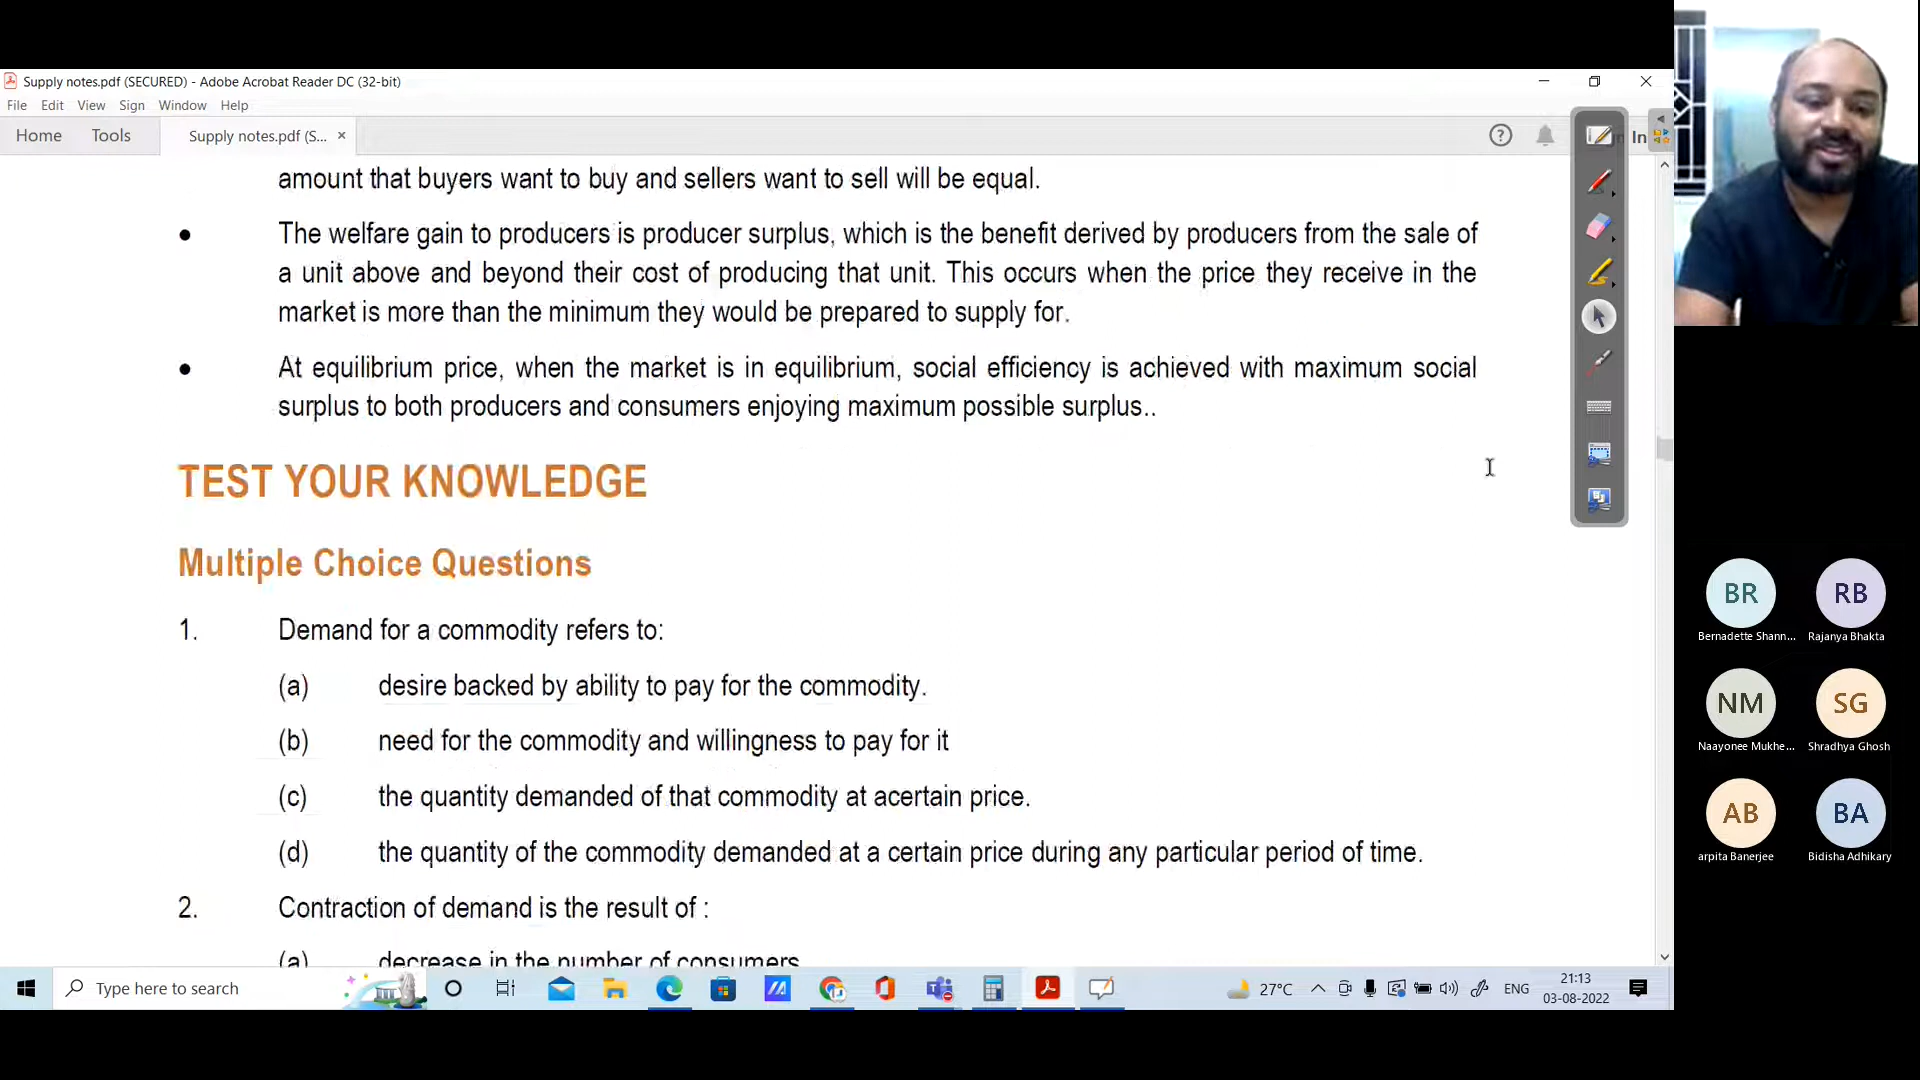 Supply notes.pdf (SECURED) - Adobe Acrobat Reader DC (32-bit)
File Edit View Sign Window Help
Home Tools Supply notes.pdf (S... × In
amount that buyers want to buy and sellers want to sell will be equal.
● The welfare gain to producers is producer surplus, which is the benefit derived by producers from the sale of
a unit above and beyond their cost of producing that unit. This occurs when the price they receive in the
market is more than the minimum they would be prepared to supply for.
● At equilibrium price, when the market is in equilibrium, social efficiency is achieved with maximum social
surplus to both producers and consumers enjoying maximum possible surplus..
TEST YOUR KNOWLEDGE
Multiple Choice Questions
1. Demand for a commodity refers to:
(a) desire backed by ability to pay for the commodity.
(b) need for the commodity and willingness to pay for it
(c) the quantity demanded of that commodity at acertain price.
(d) the quantity of the commodity demanded at a certain price during any particular period of time.
2. Contraction of demand is the result of :
(a) decrease in the number of consumers
Type here to search
27°C ENG 21:13
03-08-2022
BR RB
Bernadette Shann... Rajanya Bhakta
NM SG
Naayonee Mukhe... Shradhya Ghosh
AB BA
arpita Banerjee Bidisha Adhikary